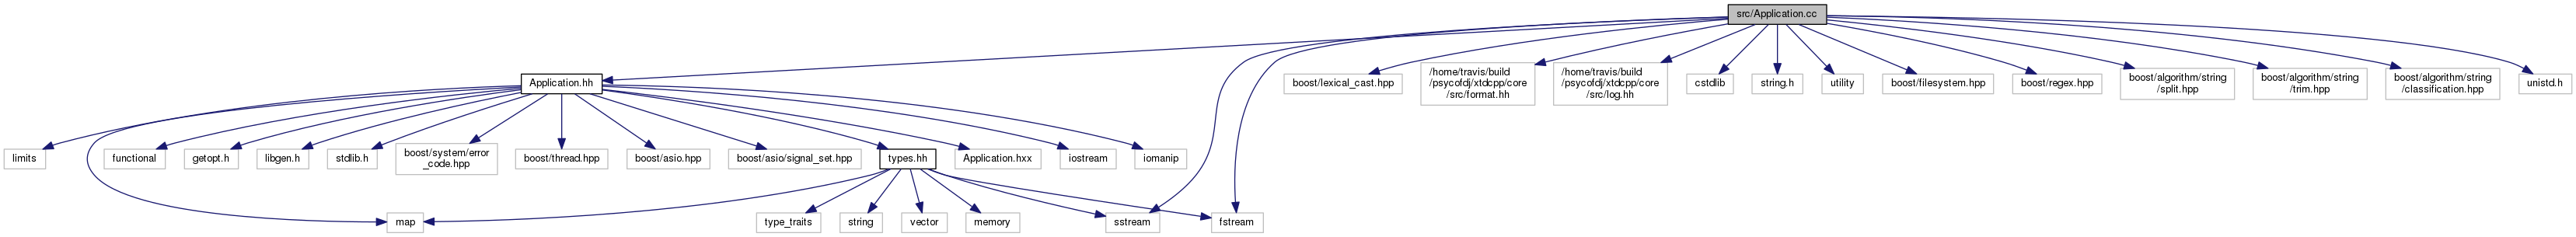 src/Application.cc
Application.hh
boost/lexical_cast.hpp
/home/travis/build
/psycofdj/xtdcpp/core
/src/format.hh
/home/travis/build
/psycofdj/xtdcpp/core
/src/log.hh
cstdlib
string.h
utility
boost/filesystem.hpp
boost/regex.hpp
boost/algorithm/string
/split.hpp
boost/algorithm/string
/trim.hpp
boost/algorithm/string
/classification.hpp
unistd.h
limits
functional
getopt.h
libgen.h
stdlib.h
boost/system/error
_code.hpp
boost/thread.hpp
boost/asio.hpp
boost/asio/signal_set.hpp
types.hh
Application.hxx
iostream
iomanip
map
type_traits
string
vector
memory
sstream
fstream